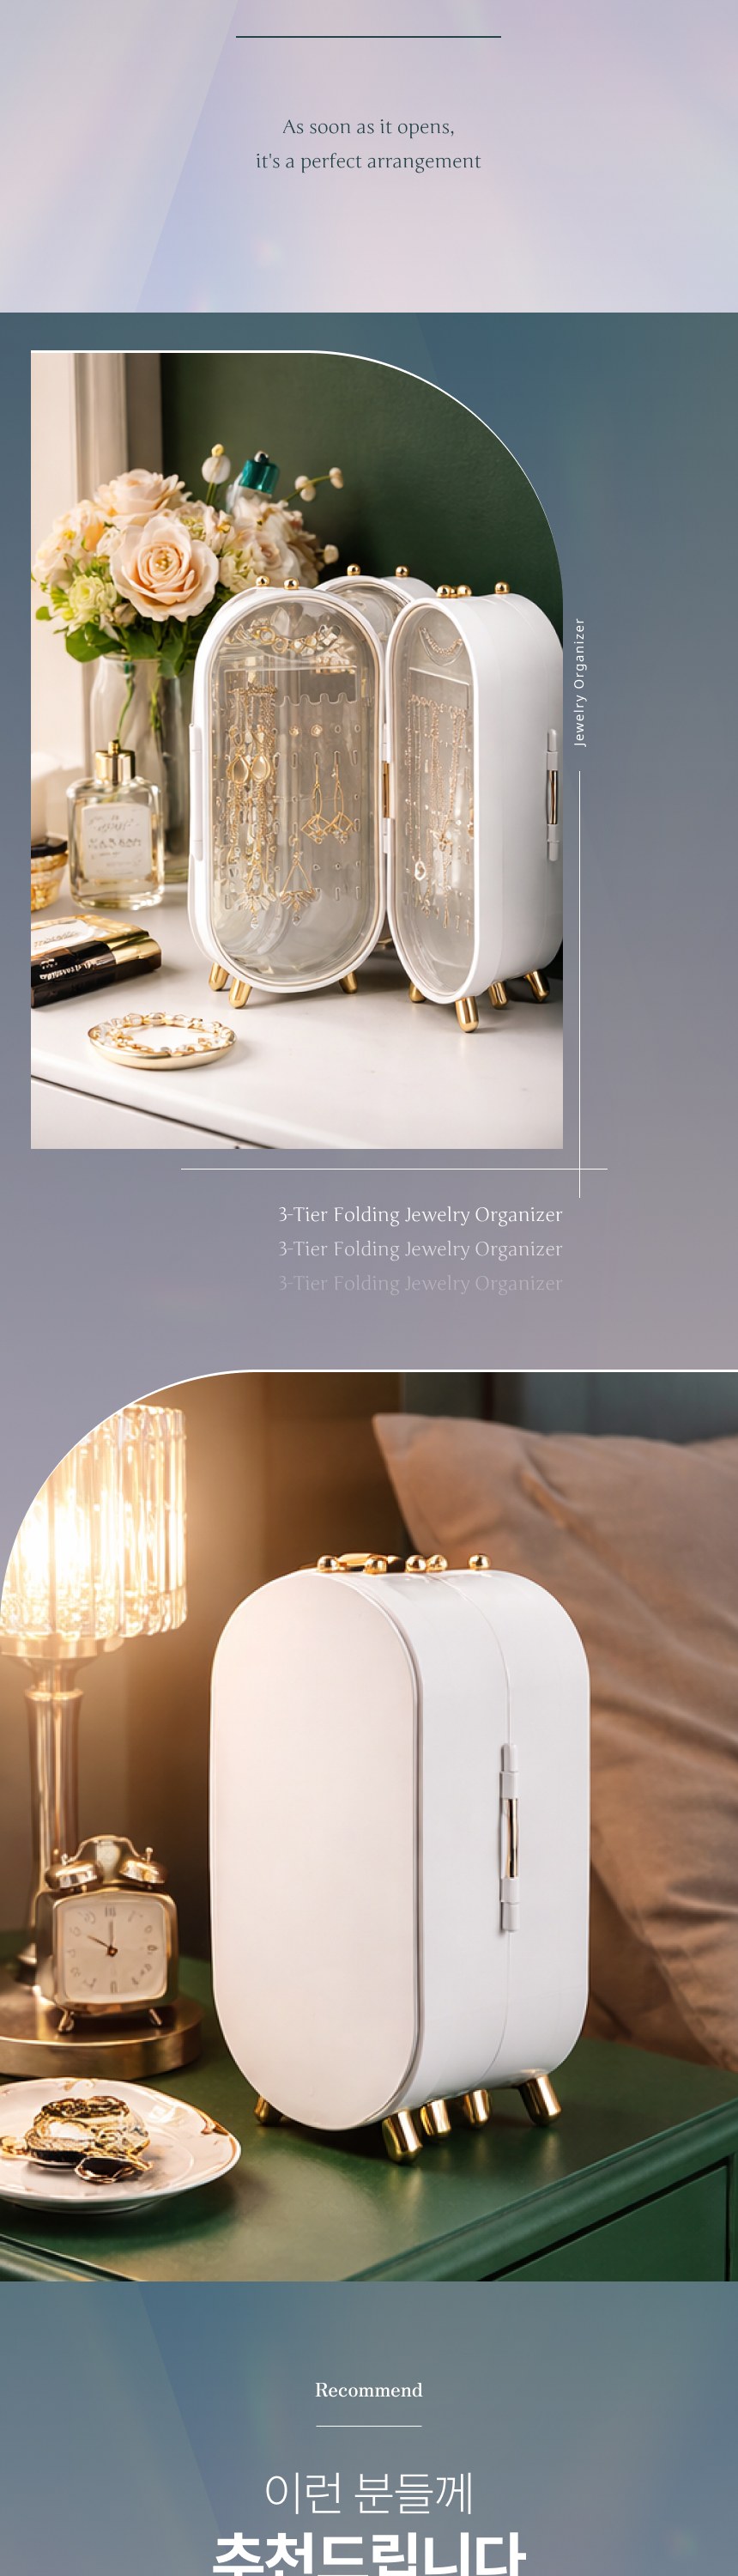 As soon as it opens,
it's a perfect arrangement
Jewelry Organizer
3-Tier Folding Jewelry Organizer
3-Tier Folding Jewelry Organizer
3-Tier Folding Jewelry Organizer
Recommend
이런 분들께
추천드립니다